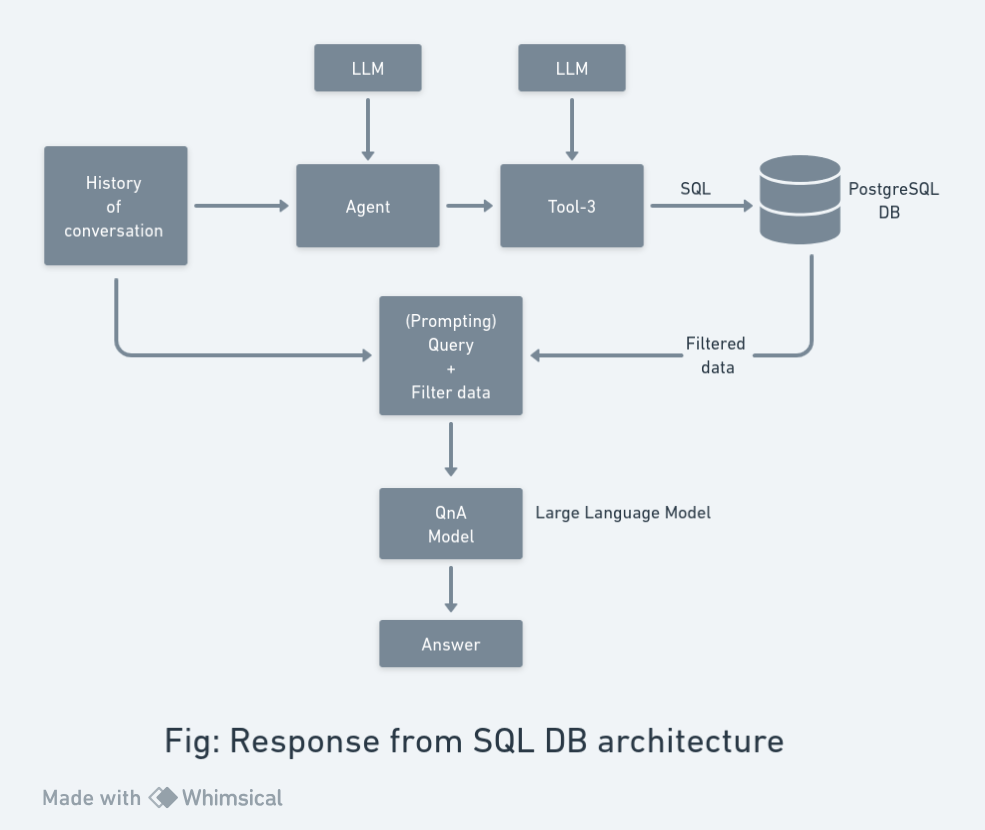 LLM
LLM
History
of
conversation
Agent
Tool-3
SQL
PostgreSQL
DB
(Prompting)
Query
+
Filter data
Filtered
data
QnA
Model
Large Language Model
Answer
Fig: Response from SQL DB architecture
Made with Whimsical